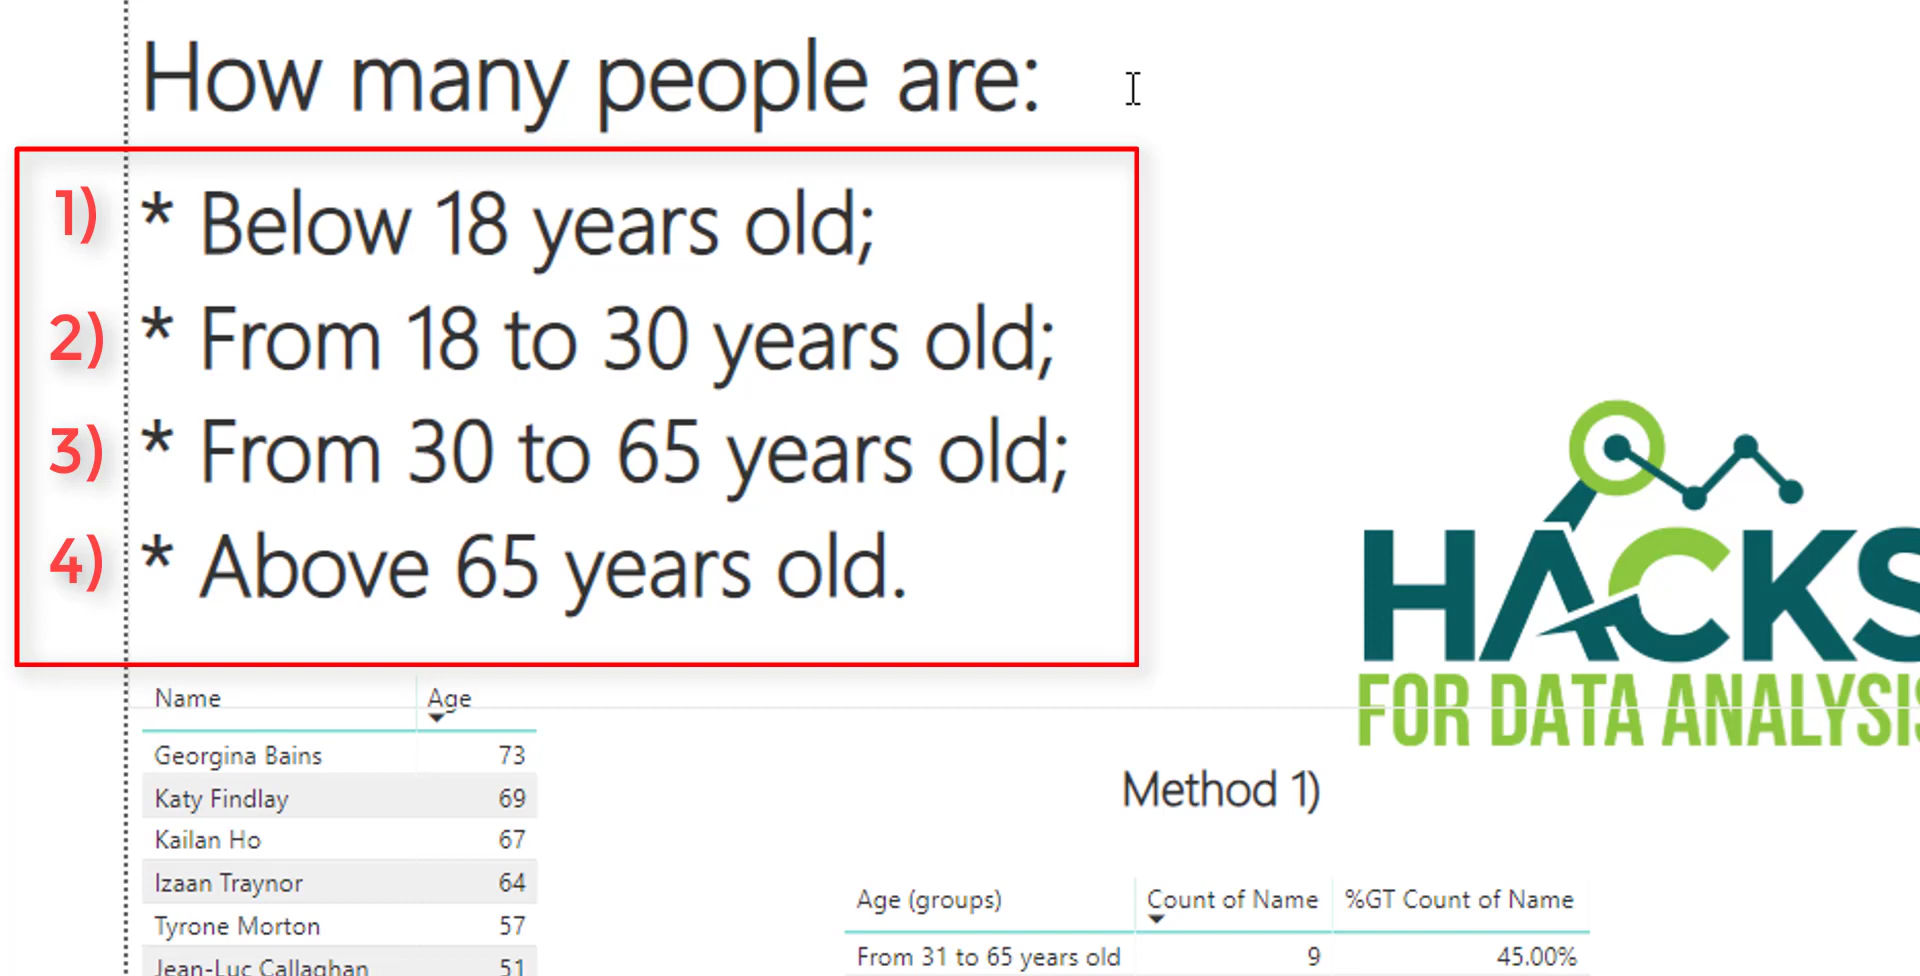 How many people are:
1) * Below 18 years old;
2) * From 18 to 30 years old;
3) * From 30 to 65 years old;
4) * Above 65 years old.
HACKS
FOR DATA ANALYSIS
Name Age
Georgina Bains 73
Katy Findlay 69
Kailan Ho 67
Izaan Traynor 64
Tyrone Morton 57
Jean-Luc Callaghan 51
Method 1)
Age (groups) Count of Name %GT Count of Name
From 31 to 65 years old 9 45.00%